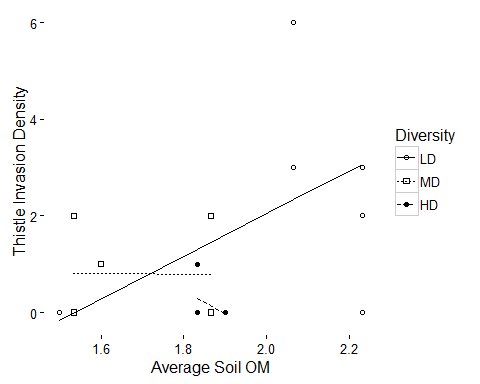 6
4
2
0
Thistle Invasion Density
1.6 1.8 2.0 2.2
Average Soil OM
Diversity
LD
MD
HD